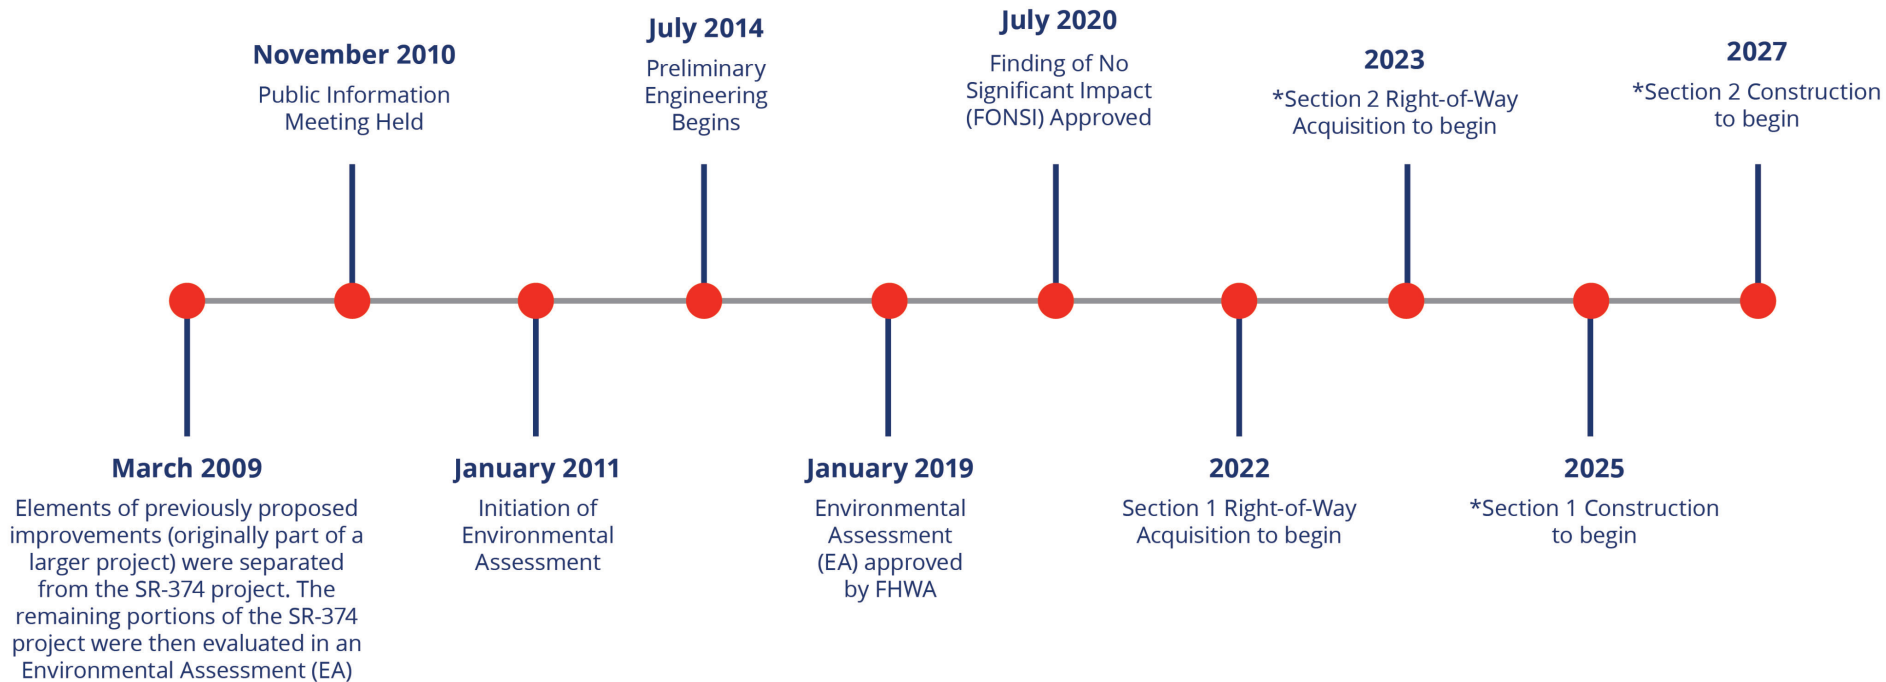 March 2009
Elements of previously proposed
improvements (originally part of a
larger project) were separated
from the SR-374 project. The
remaining portions of the SR-374
project were then evaluated in an
Environmental Assessment (EA)
November 2010
Public Information
Meeting Held
January 2011
Initiation of
Environmental
Assessment
July 2014
Preliminary
Engineering
Begins
January 2019
Environmental
Assessment
(EA) approved
by FHWA
July 2020
Finding of No
Significant Impact
(FONSI) Approved
2022
Section 1 Right-of-Way
Acquisition to begin
2023
*Section 2 Right-of-Way
Acquisition to begin
2025
*Section 1 Construction
to begin
2027
*Section 2 Construction
to begin